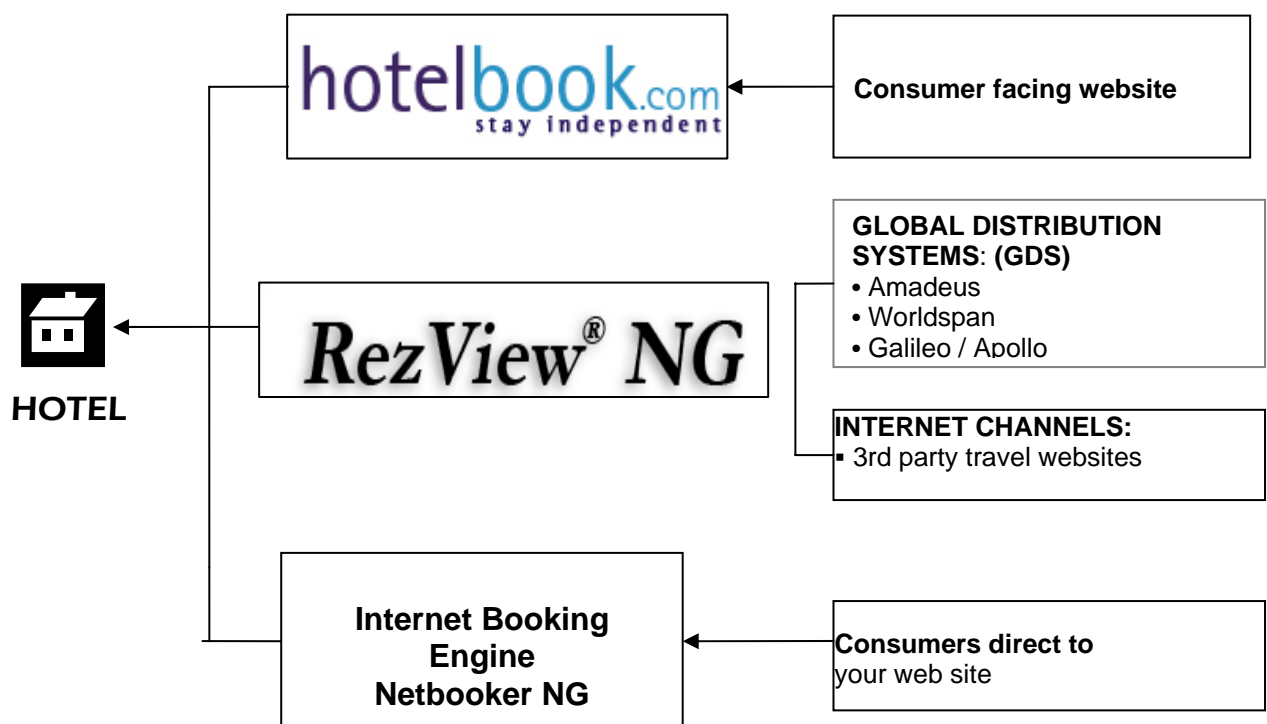 hotelbook.com
stay independent
Consumer facing website
GLOBAL DISTRIBUTION
SYSTEMS: (GDS)
• Amadeus
• Worldspan
• Galileo / Apollo
HOTEL
RezView® NG
INTERNET CHANNELS:
▪ 3rd party travel websites
Internet Booking
Engine
Netbooker NG
Consumers direct to
your web site